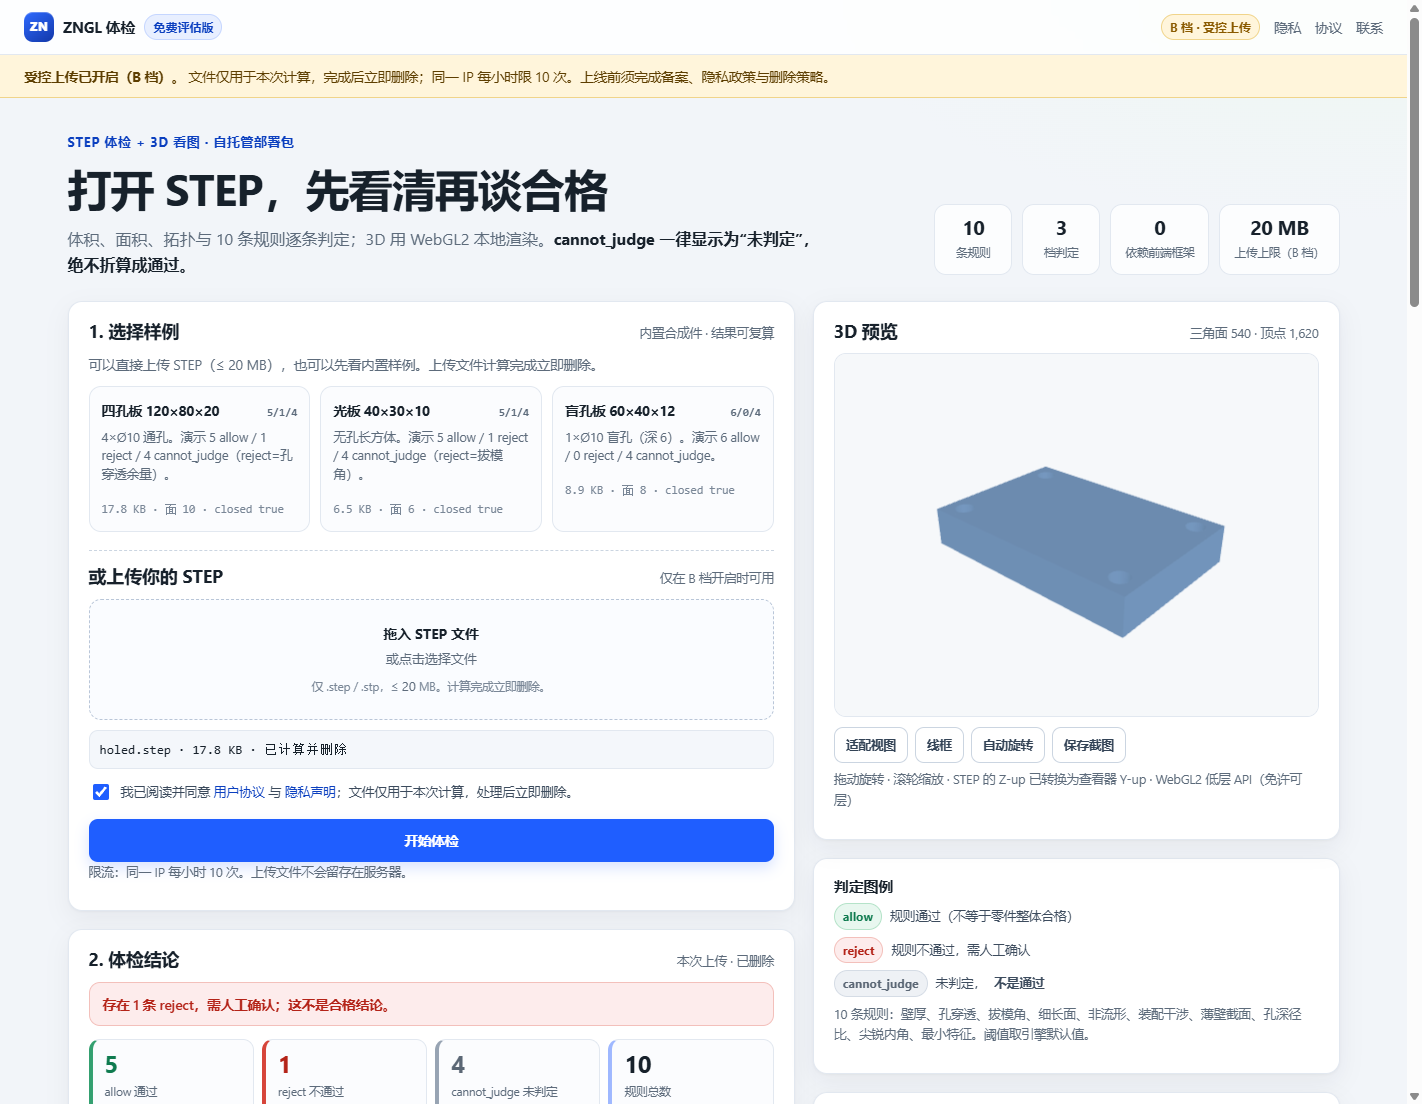 ZN ZNGL 体检 免费评估版
B 档 · 受控上传 隐私 协议 联系
受控上传已开启（B 档）。 文件仅用于本次计算，完成后立即删除；同一 IP 每小时限 10 次。上线前须完成备案、隐私政策与删除策略。
STEP 体检 + 3D 看图 · 自托管部署包
打开 STEP，先看清再谈合格
体积、面积、拓扑与 10 条规则逐条判定；3D 用 WebGL2 本地渲染。cannot_judge 一律显示为“未判定”，
绝不折算成通过。
10
条规则
3
档判定
0
依赖前端框架
20 MB
上传上限（B 档）
1. 选择样例
内置合成件 · 结果可复算
可以直接上传 STEP（≤ 20 MB），也可以先看内置样例。上传文件计算完成立即删除。
四孔板 120×80×20 5/1/4
4×Ø10 通孔。演示 5 allow / 1
reject / 4 cannot_judge（reject=孔
穿透余量）。
17.8 KB · 面 10 · closed true
光板 40×30×10 5/1/4
无孔长方体。演示 5 allow / 1 reject
/ 4 cannot_judge（reject=拔模
角）。
6.5 KB · 面 6 · closed true
盲孔板 60×40×12 6/0/4
1×Ø10 盲孔（深 6）。演示 6 allow
/ 0 reject / 4 cannot_judge。
8.9 KB · 面 8 · closed true
或上传你的 STEP
仅在 B 档开启时可用
拖入 STEP 文件
或点击选择文件
仅 .step / .stp，≤ 20 MB。计算完成立即删除。
holed.step · 17.8 KB · 已计算并删除
我已阅读并同意 用户协议 与 隐私声明；文件仅用于本次计算，处理后立即删除。
开始体检
限流：同一 IP 每小时 10 次。上传文件不会留存在服务器。
2. 体检结论
本次上传 · 已删除
存在 1 条 reject，需人工确认；这不是合格结论。
5
allow 通过
1
reject 不通过
4
cannot_judge 未判定
10
规则总数
3D 预览
三角面 540 · 顶点 1,620
适配视图 线框 自动旋转 保存截图
拖动旋转 · 滚轮缩放 · STEP 的 Z-up 已转换为查看器 Y-up · WebGL2 低层 API（免许可
层）
判定图例
allow 规则通过（不等于零件整体合格）
reject 规则不通过，需人工确认
cannot_judge 未判定， 不是通过
10 条规则：壁厚、孔穿透、拔模角、细长面、非流形、装配干涉、薄壁截面、孔深径
比、尖锐内角、最小特征。阈值取引擎默认值。